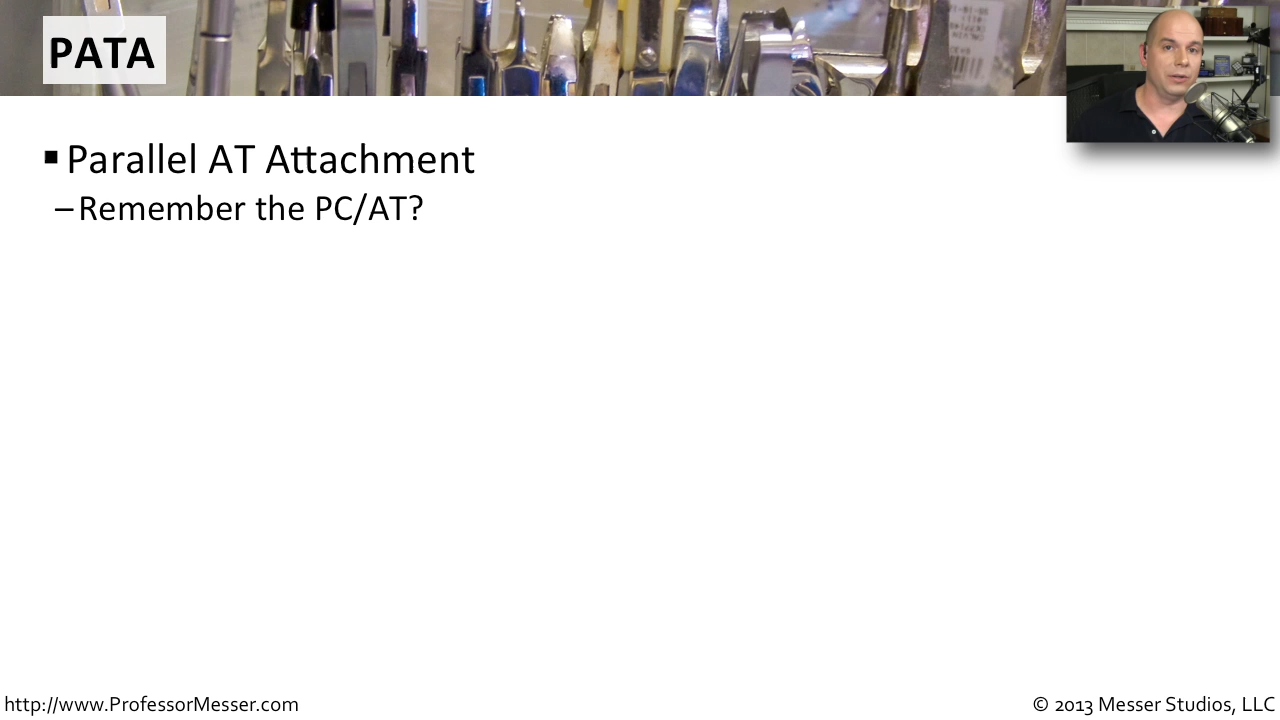 PATA
▪ Parallel AT Attachment
– Remember the PC/AT?
http://www.ProfessorMesser.com
© 2013 Messer Studios, LLC